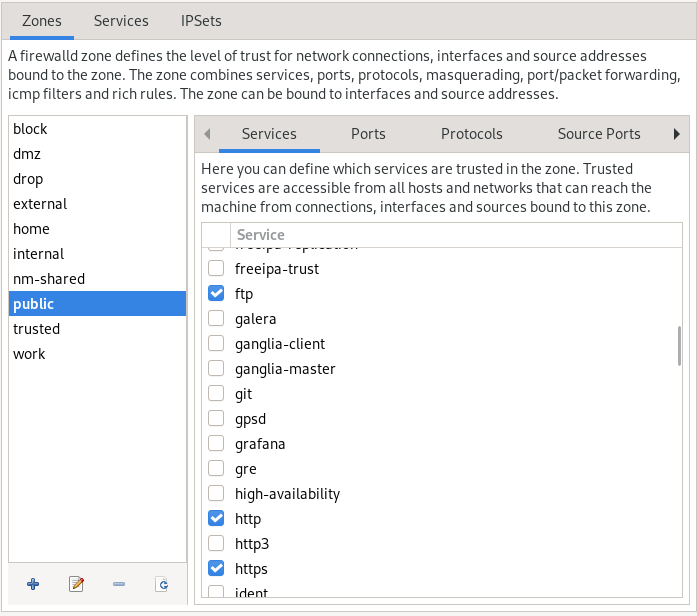 Zones Services IPSets
A firewalld zone defines the level of trust for network connections, interfaces and source addresses
bound to the zone. The zone combines services, ports, protocols, masquerading, port/packet forwarding,
icmp filters and rich rules. The zone can be bound to interfaces and source addresses.
block
dmz
drop
external
home
internal
nm-shared
public
trusted
work
Services Ports Protocols Source Ports
Here you can define which services are trusted in the zone. Trusted
services are accessible from all hosts and networks that can reach the
machine from connections, interfaces and sources bound to this zone.
Service
freeipa-replication
freeipa-trust
ftp
galera
ganglia-client
ganglia-master
git
gpsd
grafana
gre
high-availability
http
http3
https
ident